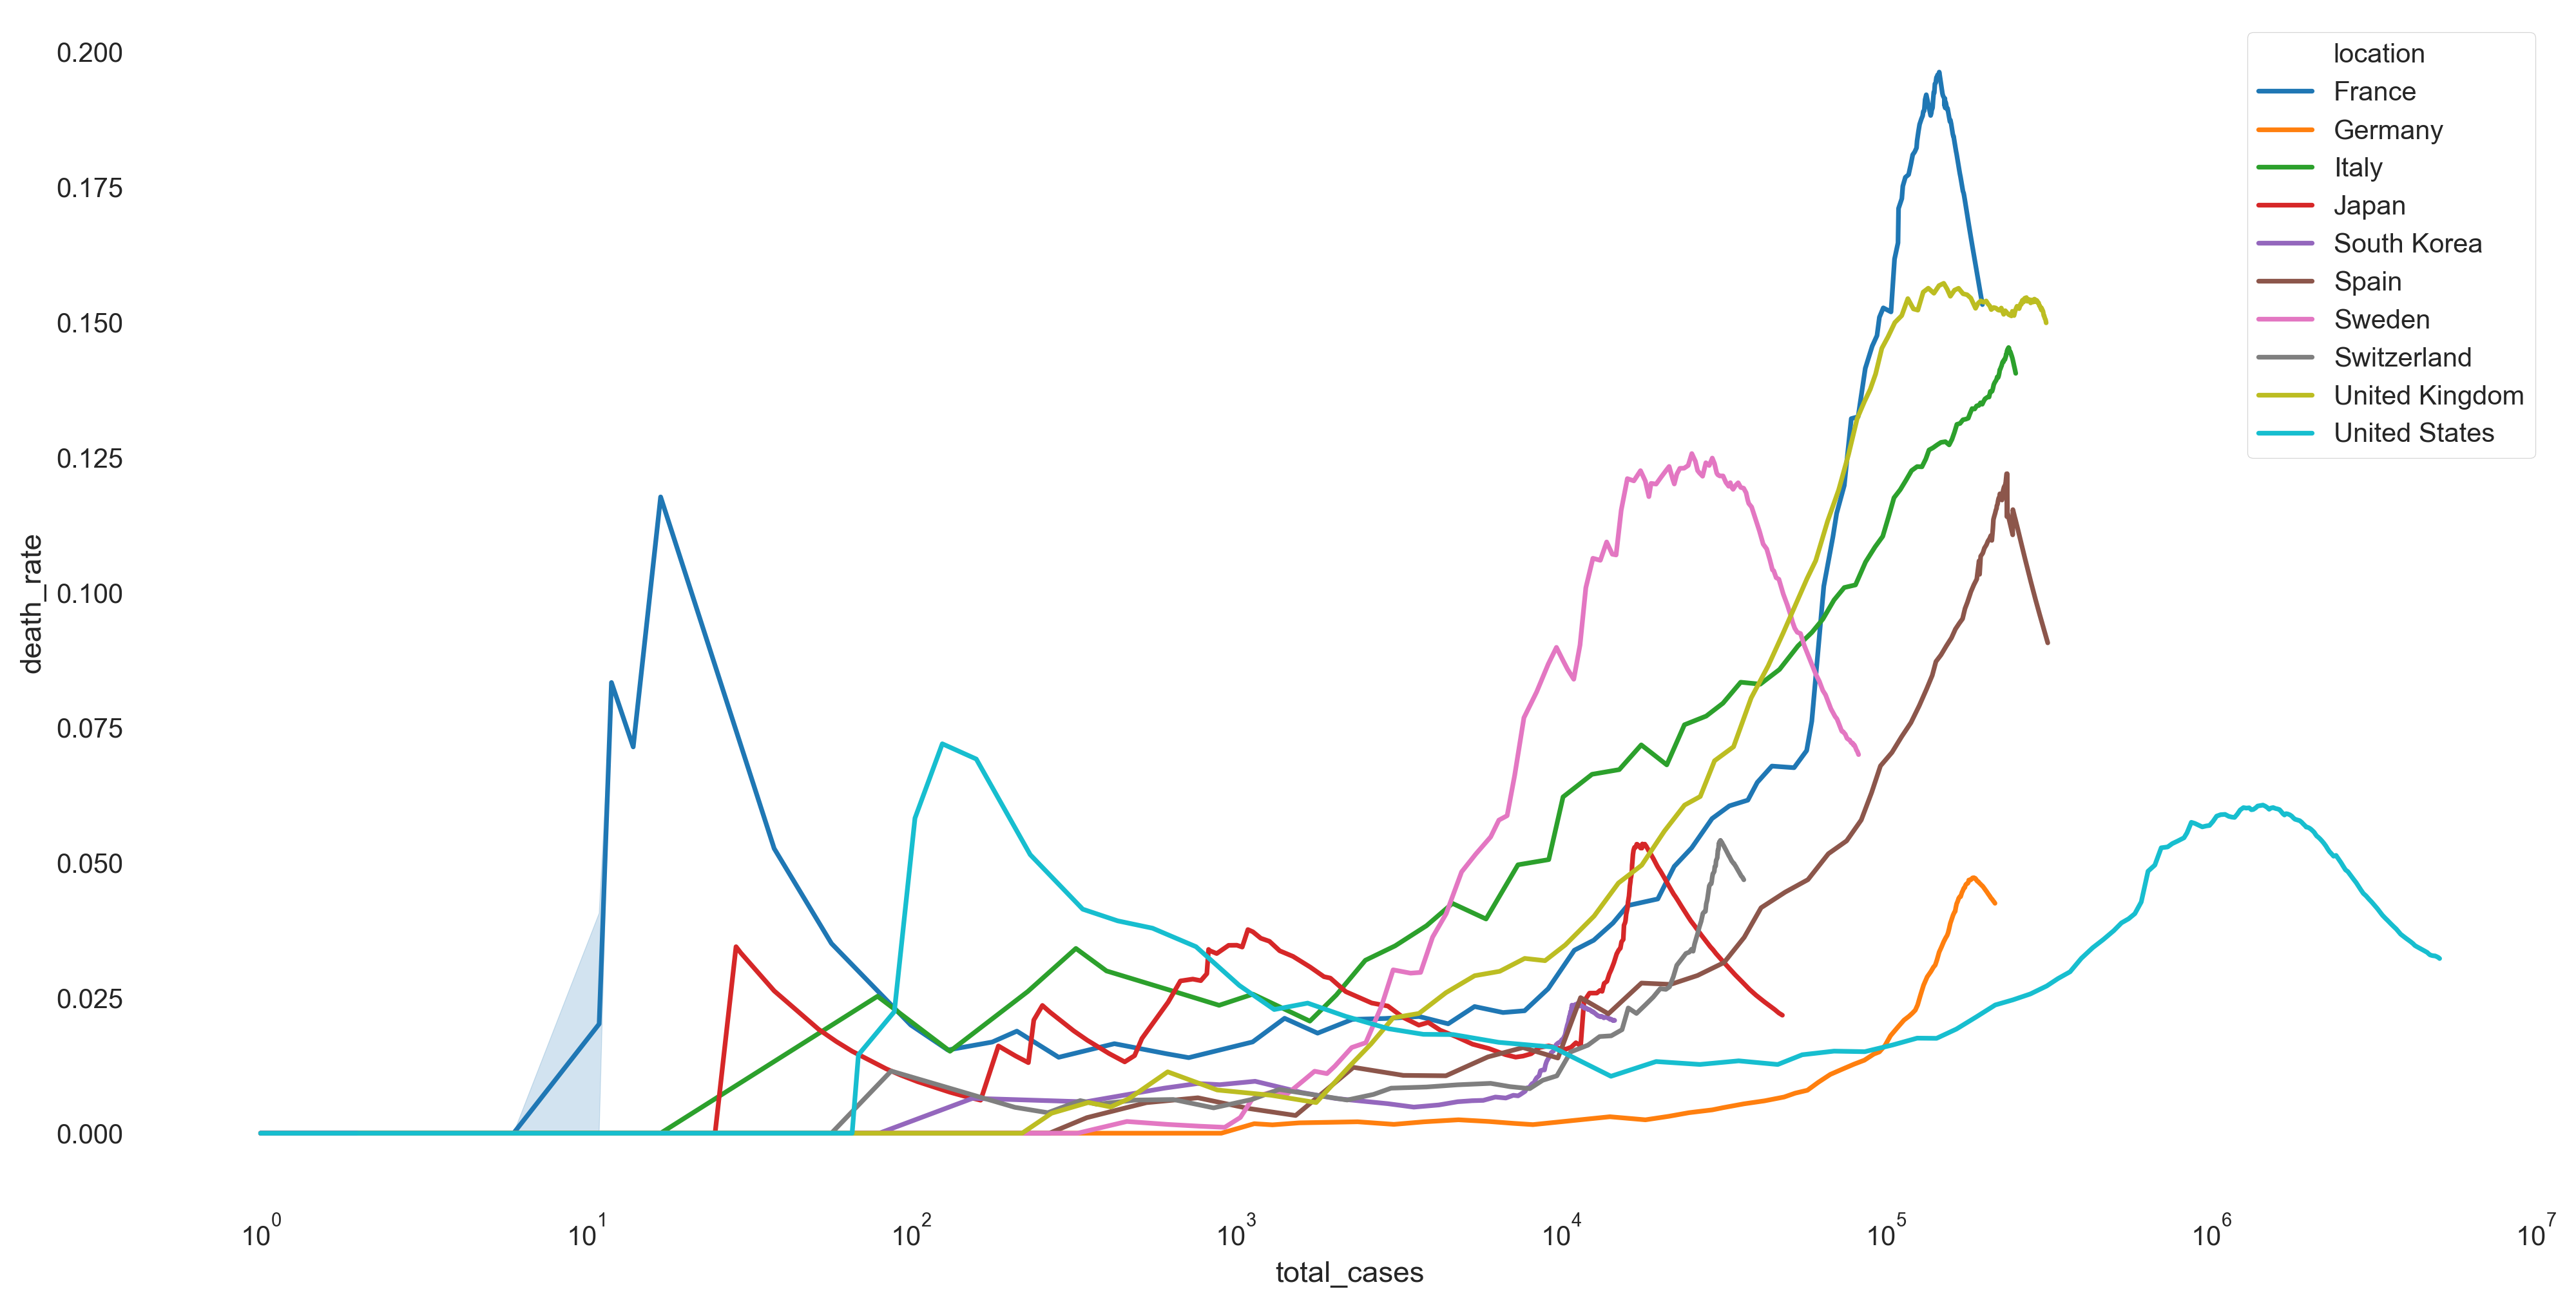 0.200
0.175
0.150
0.125
0.100
0.075
0.050
0.025
0.000
death_rate
10^0 10^1 10^2 10^3 10^4 10^5 10^6 10^7
total_cases
location
France
Germany
Italy
Japan
South Korea
Spain
Sweden
Switzerland
United Kingdom
United States